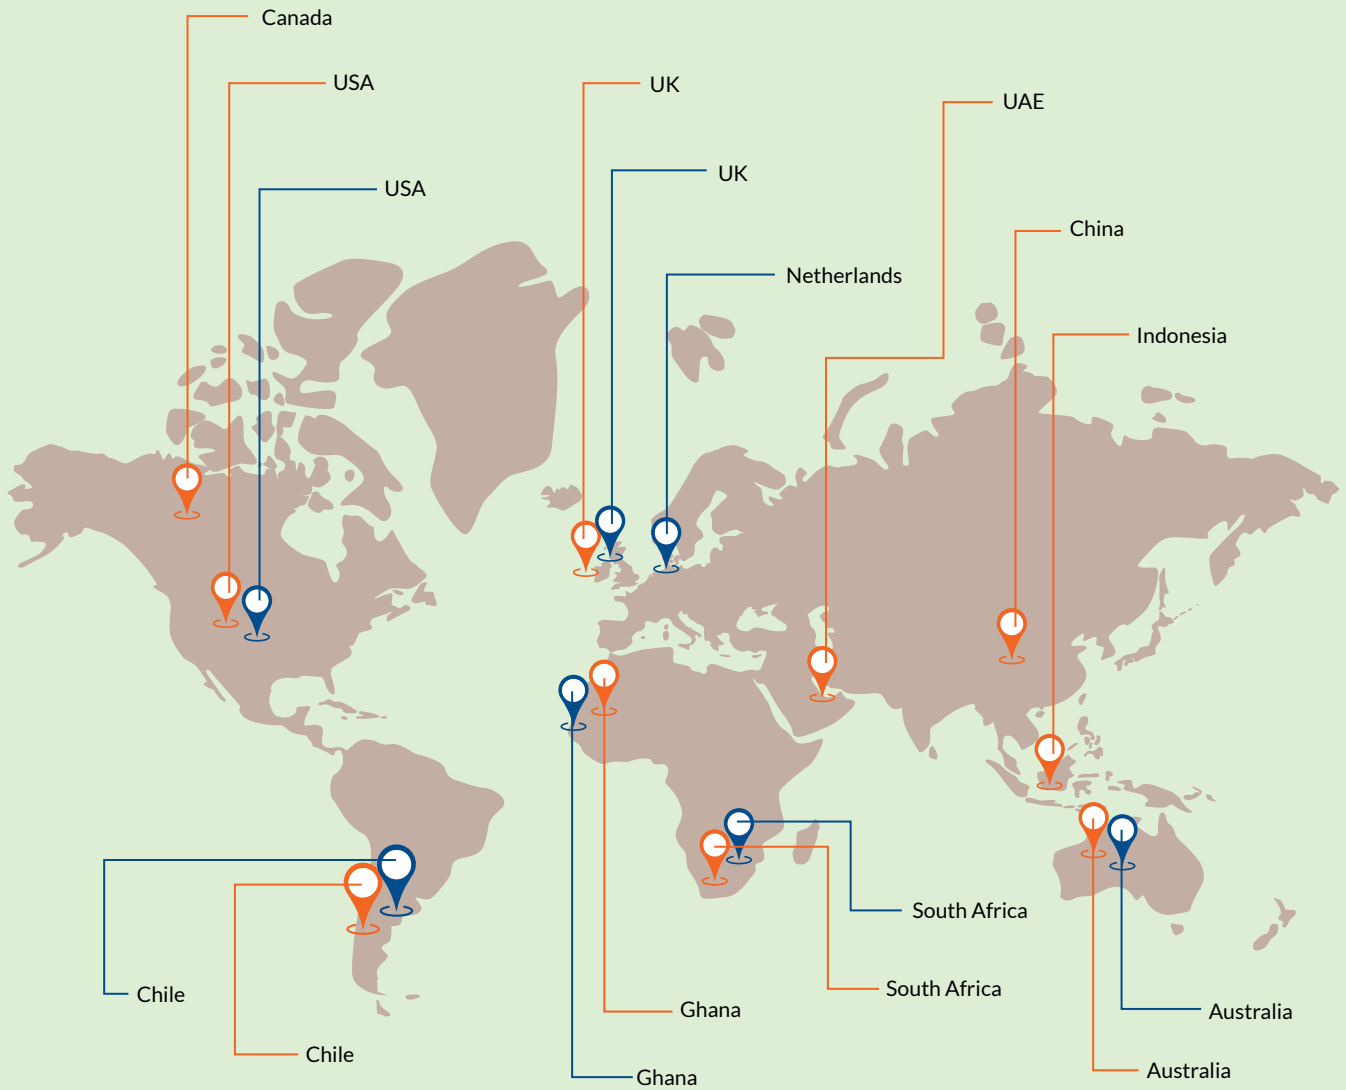 Canada
USA
UK
UAE
UK
USA
China
Netherlands
Indonesia
South Africa
South Africa
Chile
Ghana
Australia
Chile
Australia
Ghana